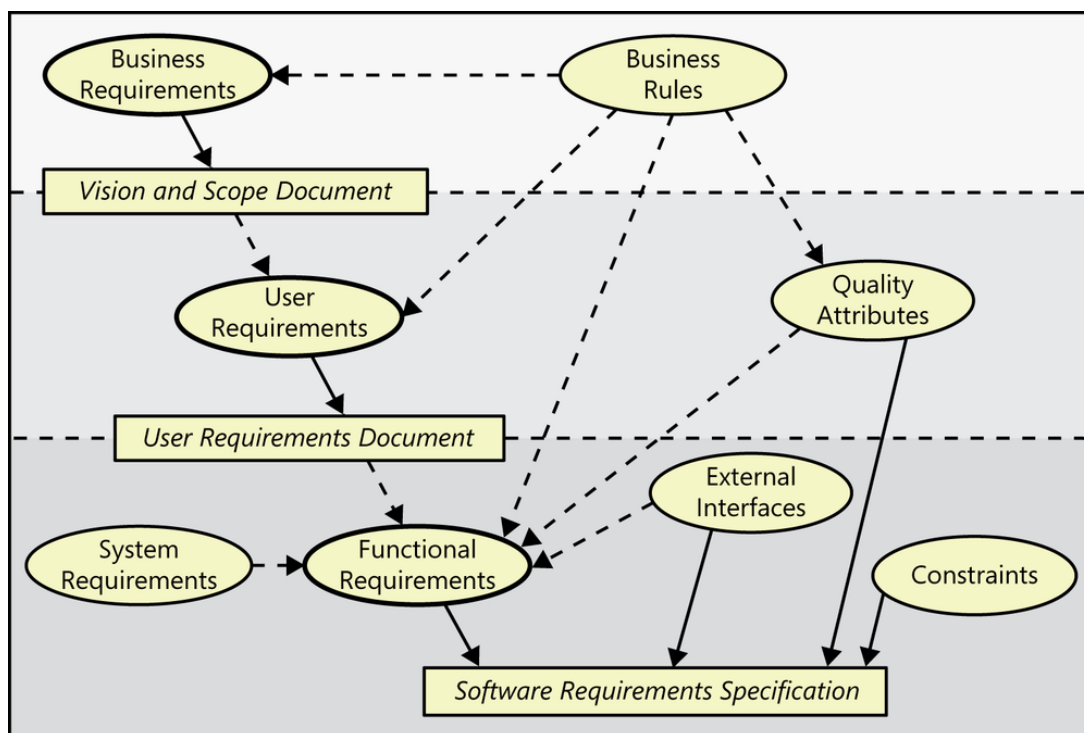 Business
Requirements
Business
Rules
Vision and Scope Document
User
Requirements
Quality
Attributes
User Requirements Document
External
Interfaces
System
Requirements
Functional
Requirements
Constraints
Software Requirements Specification